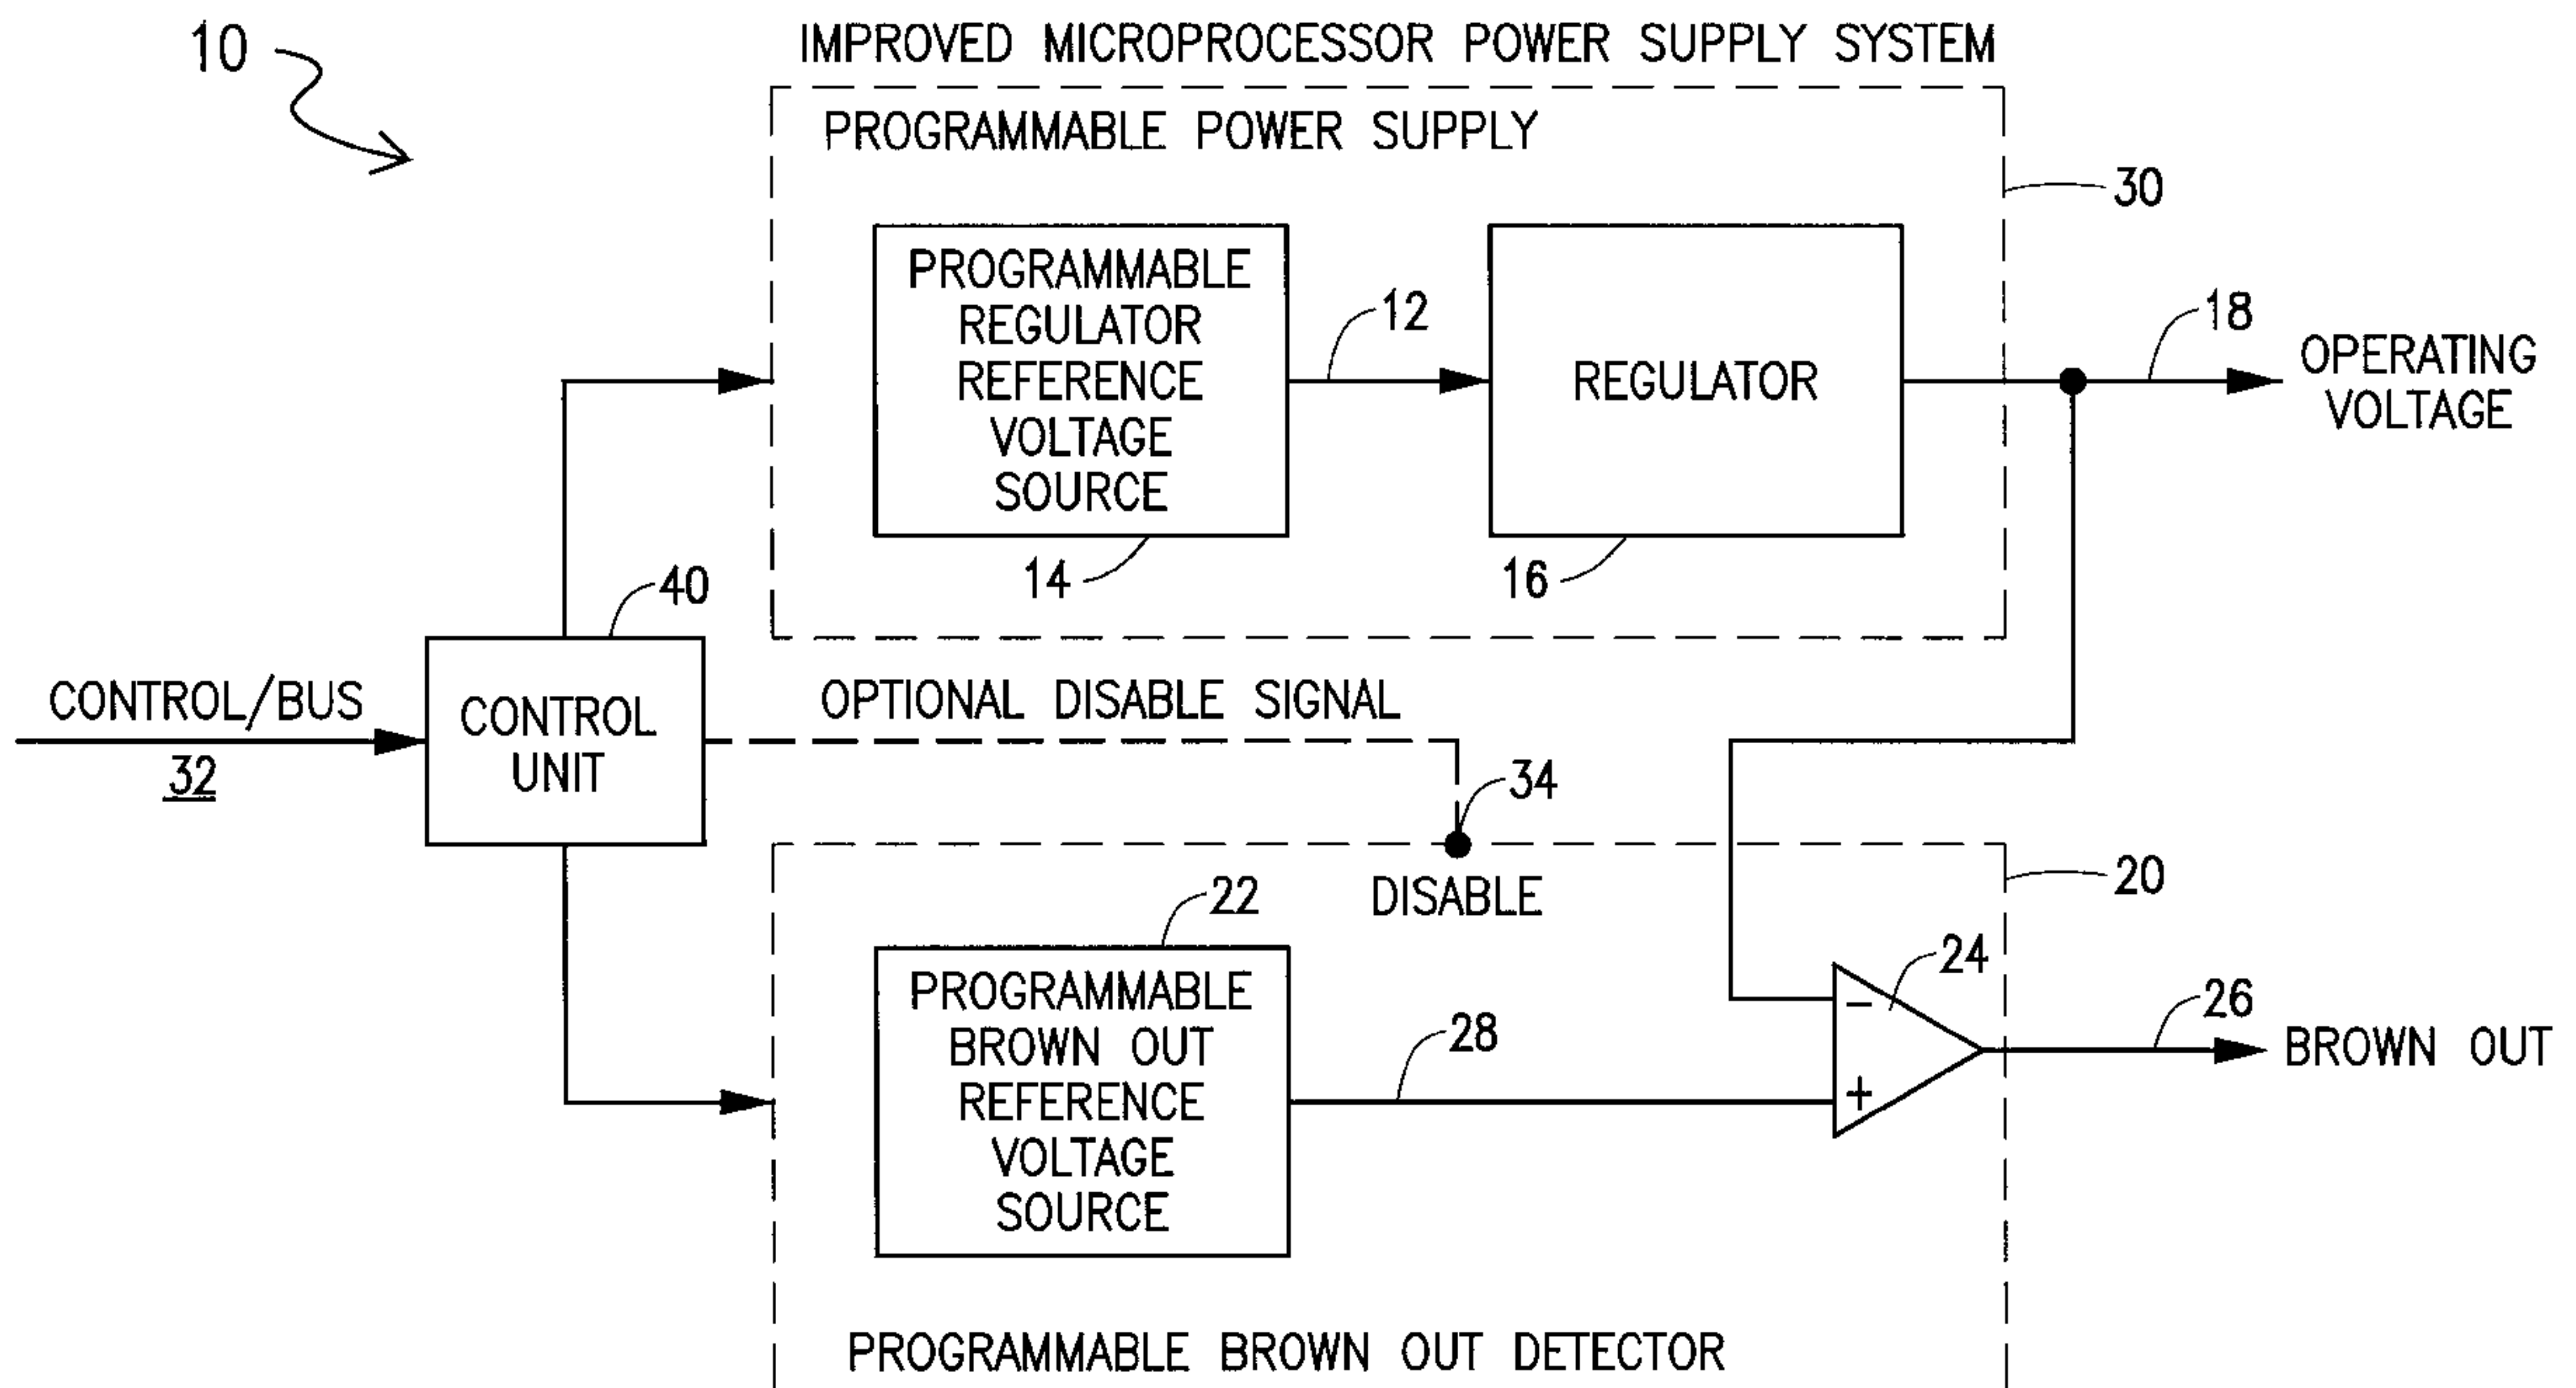 10
IMPROVED MICROPROCESSOR POWER SUPPLY SYSTEM
PROGRAMMABLE POWER SUPPLY
30
PROGRAMMABLE
REGULATOR
REFERENCE
VOLTAGE
SOURCE
12
REGULATOR
18
OPERATING
VOLTAGE
14
16
40
CONTROL/BUS
32
CONTROL
UNIT
OPTIONAL DISABLE SIGNAL
34
DISABLE
20
22
PROGRAMMABLE
BROWN OUT
REFERENCE
VOLTAGE
SOURCE
28
24
−
+
26
BROWN OUT
PROGRAMMABLE BROWN OUT DETECTOR